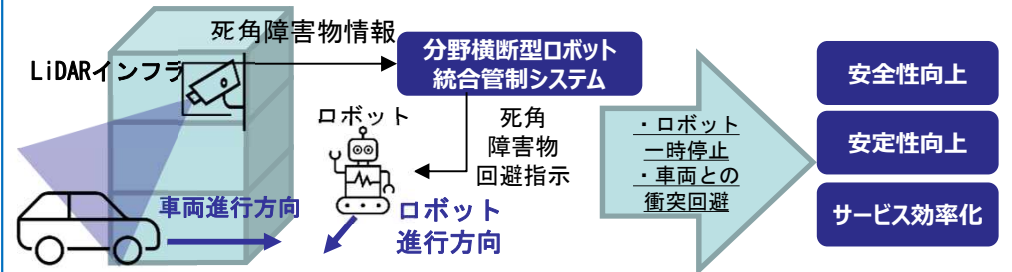 死角障害物情報
LiDARインフラ
分野横断型ロボット
統合管制システム
ロボット
死角
障害物
回避指示
車両進行方向
ロボット
進行方向
・ロボット
一時停止
・車両との
衝突回避
安全性向上
安定性向上
サービス効率化